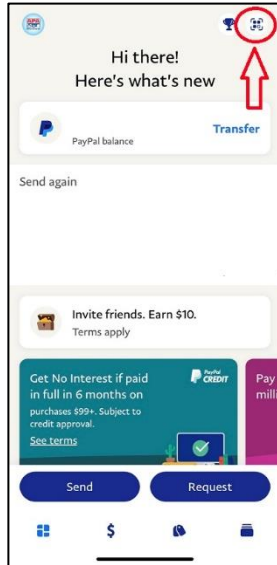 Hi there!
Here's what's new
PayPal balance
Transfer
Send again
Invite friends. Earn $10.
Terms apply
Get No Interest if paid
in full in 6 months on
purchases $99+. Subject to
credit approval.
See terms
PayPal
CREDIT
Pay
Send
Request
$